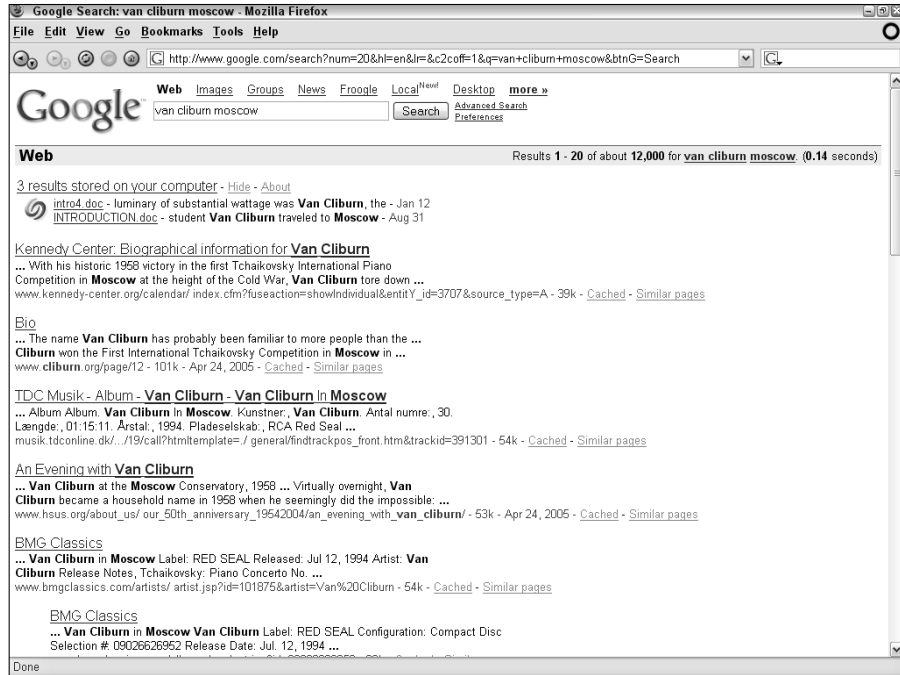 Google Search: van cliburn moscow - Mozilla Firefox
File Edit View Go Bookmarks Tools Help
G http://www.google.com/search?num=20&hl=en&lr=&c2coff=1&q=van+cliburn+moscow&btnG=Search G
Google™
Web Images Groups News Froogle Local New! Desktop more »
van cliburn moscow Search Advanced Search
Preferences
Web Results 1 - 20 of about 12,000 for van cliburn moscow. (0.14 seconds)
3 results stored on your computer - Hide - About
intro4.doc - luminary of substantial wattage was Van Cliburn, the - Jan 12
INTRODUCTION.doc - student Van Cliburn traveled to Moscow - Aug 31
Kennedy Center: Biographical information for Van Cliburn
... With his historic 1958 victory in the first Tchaikovsky International Piano
Competition in Moscow at the height of the Cold War, Van Cliburn tore down ...
www.kennedy-center.org/calendar/ index.cfm?fuseaction=showIndividual&entitY_id=3707&source_type=A - 39k - Cached - Similar pages
Bio
... The name Van Cliburn has probably been familiar to more people than the ...
Cliburn won the First International Tchaikovsky Competition in Moscow in ...
www.cliburn.org/page/12 - 101k - Apr 24, 2005 - Cached - Similar pages
TDC Musik - Album - Van Cliburn - Van Cliburn In Moscow
... Album Album. Van Cliburn In Moscow. Kunstner:, Van Cliburn. Antal numre:, 30.
Længde:, 01:15:11. Årstal:, 1994. Pladeselskab:, RCA Red Seal ...
musik.tdconline.dk/.../19/call?htmltemplate=./ general/findtrackpos_front.htm&trackid=391301 - 54k - Cached - Similar pages
An Evening with Van Cliburn
... Van Cliburn at the Moscow Conservatory, 1958 ... Virtually overnight, Van
Cliburn became a household name in 1958 when he seemingly did the impossible: ...
www.hsus.org/about_us/ our_50th_anniversary_19542004/an_evening_with_van_cliburn/ - 53k - Apr 24, 2005 - Cached - Similar pages
BMG Classics
... Van Cliburn in Moscow Label: RED SEAL Released: Jul 12, 1994 Artist: Van
Cliburn Release Notes, Tchaikovsky: Piano Concerto No. ...
www.bmgclassics.com/artists/ artist.jsp?id=101875&artist=Van%20Cliburn - 54k - Cached - Similar pages
BMG Classics
... Van Cliburn in Moscow Van Cliburn Label: RED SEAL Configuration: Compact Disc
Selection #: 09026626952 Release Date: Jul. 12, 1994 ...
Done